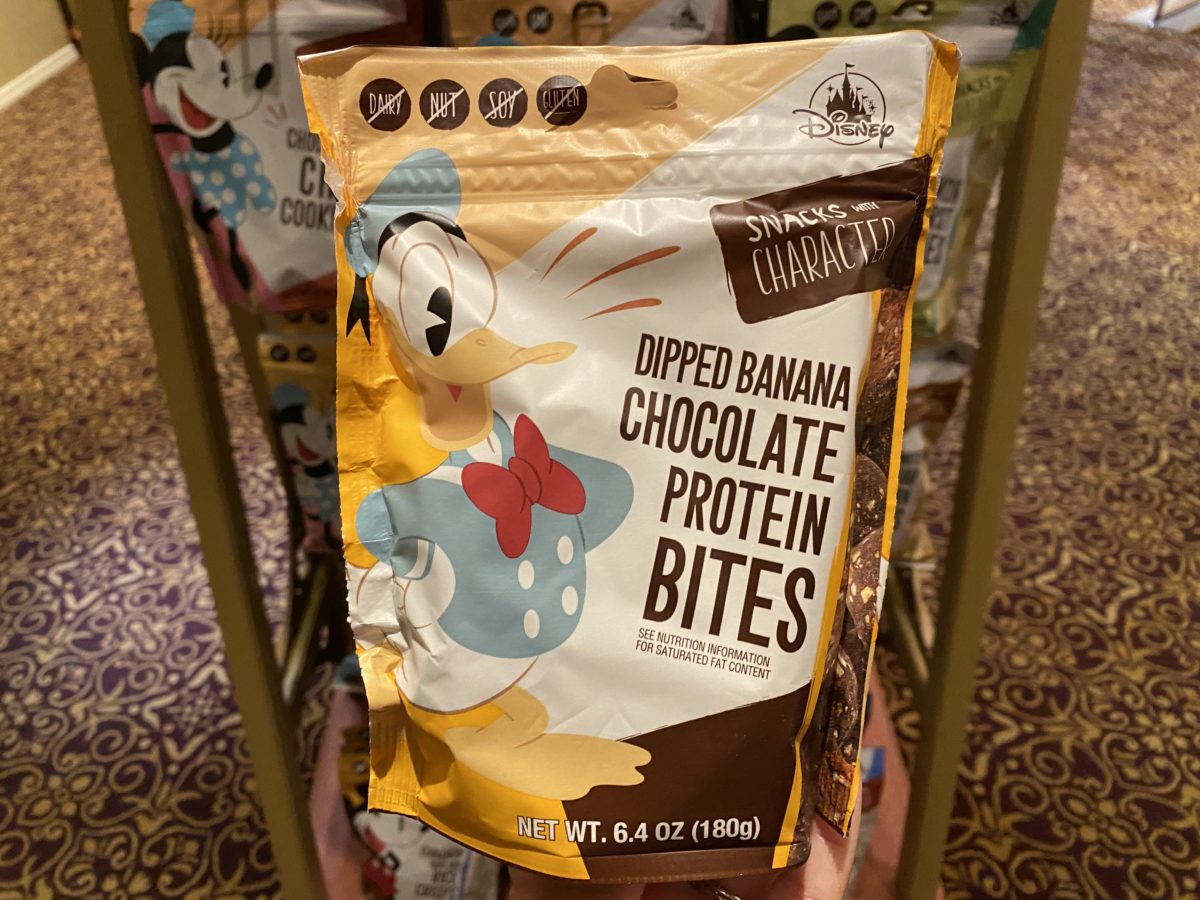 DAIRY NUT SOY GLUTEN
Disney
SNACKS WITH
CHARACTER
DIPPED BANANA
CHOCOLATE
PROTEIN
BITES
SEE NUTRITION INFORMATION
FOR SATURATED FAT CONTENT
NET WT. 6.4 OZ (180g)